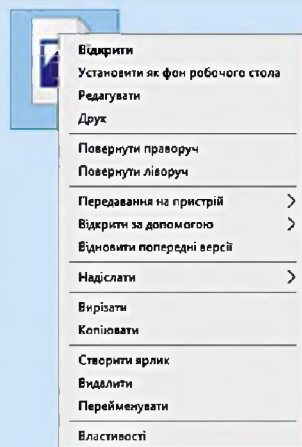 Відкрити
Установити як фон робочого стола
Редагувати
Друк
Повернути праворуч
Повернути ліворуч
Передавання на пристрій
Відкрити за допомогою
Відновити попередні версії
Надіслати
Вирізати
Копіювати
Створити ярлик
Видалити
Перейменувати
Властивості